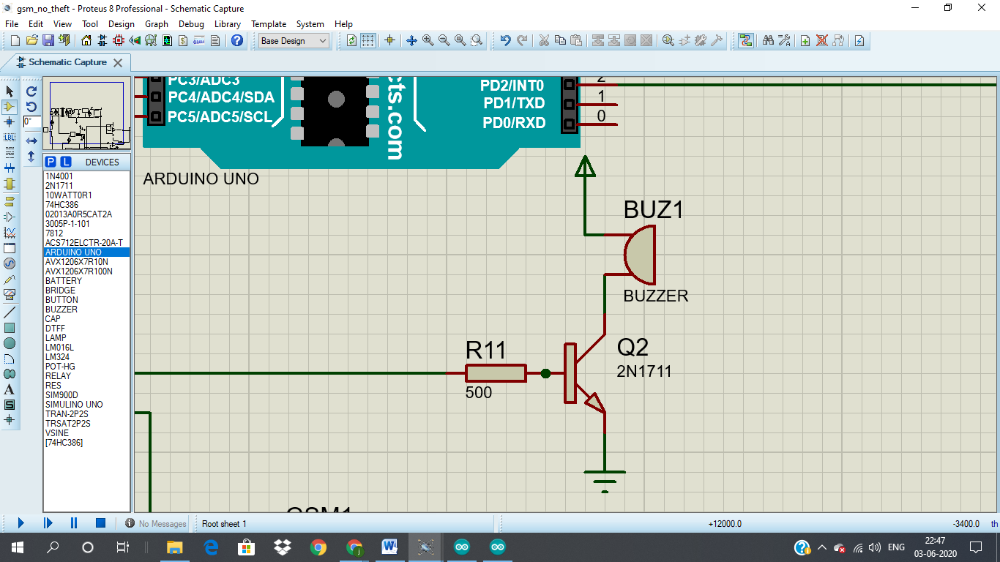 gsm_no_theft - Proteus 8 Professional - Schematic Capture
File Edit View Tool Design Graph Debug Library Template System Help
Base Design
Schematic Capture
0°
LBL
P L DEVICES
1N4001
2N1711
10WATT0R1
74HC386
02013A0R5CAT2A
3005P-1-101
7812
ACS712ELCTR-20A-T
ARDUINO UNO
AVX1206X7R10N
AVX1206X7R100N
BATTERY
BRIDGE
BUTTON
BUZZER
CAP
DTFF
LAMP
LM016L
LM324
POT-HG
RELAY
RES
SIM900D
SIMULINO UNO
TRAN-2P2S
TRSAT2P2S
VSINE
[74HC386]
PC3/ADC3
PC4/ADC4/SDA
PC5/ADC5/SCL
cts.com
PD2/INT0 2
PD1/TXD 1
PD0/RXD 0
ARDUINO UNO
BUZ1
BUZZER
R11
500
Q2
2N1711
GSM1
No Messages
Root sheet 1
+12000.0
-3400.0 th
ENG
22:47
03-06-2020